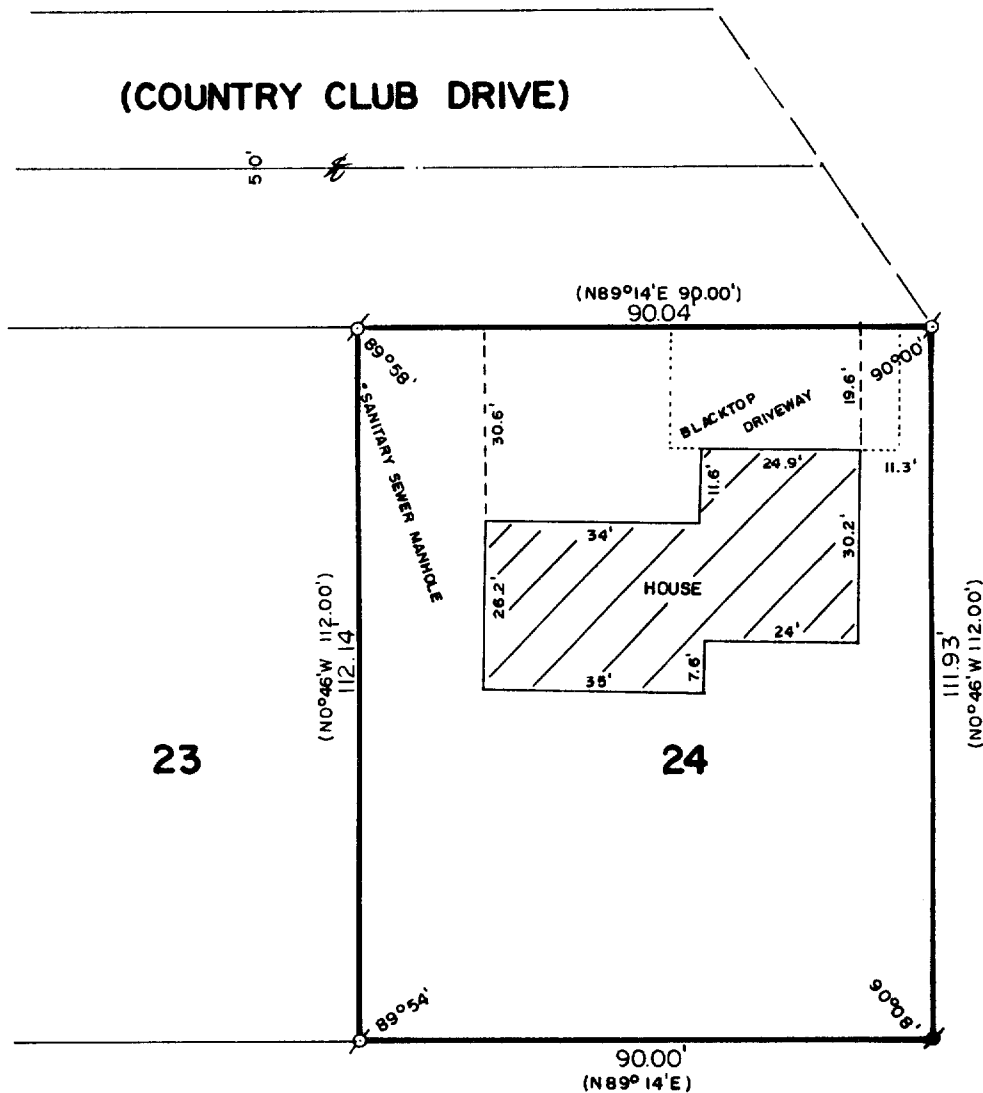 (COUNTRY CLUB DRIVE)
50'
(N89°14'E 90.00')
90.04'
89°58'
90°00'
"SANITARY SEWER MANHOLE
30.6'
BLACKTOP
DRIVEWAY
19.6'
11.3'
11.6'
24.9'
34'
30.2'
26.2'
HOUSE
24'
7.6'
35'
(N0°46'W 112.00')
112.14'
111.93'
(N0°46'W 112.00')
23
24
89°54'
90°08'
90.00'
(N89°14'E)